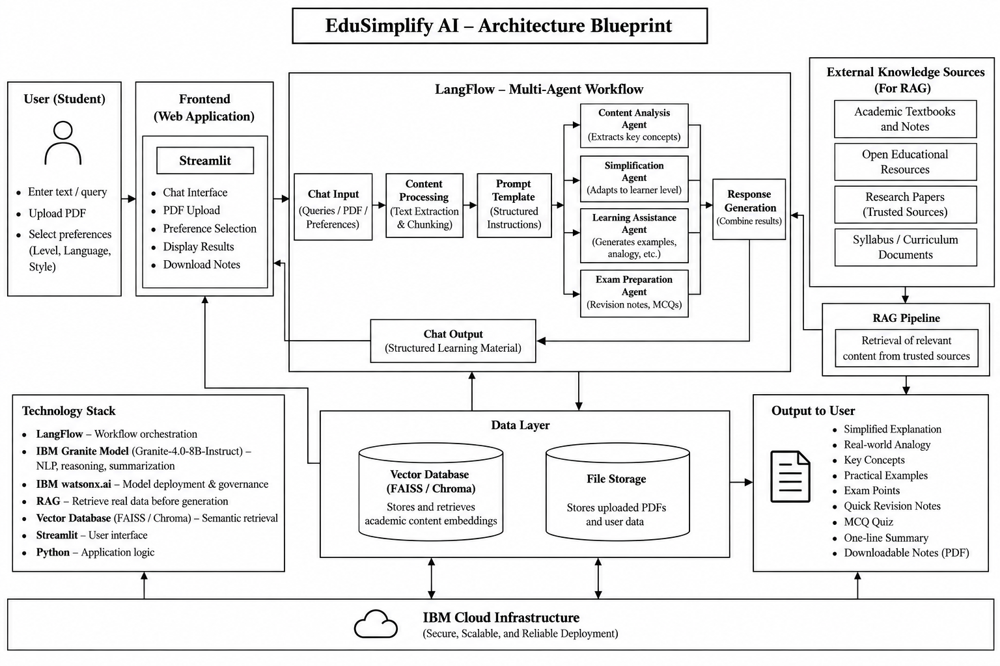 EduSimplify AI – Architecture Blueprint
User (Student)
• Enter text / query
• Upload PDF
• Select preferences
(Level, Language,
Style)
Frontend
(Web Application)
Streamlit
• Chat Interface
• PDF Upload
• Preference Selection
• Display Results
• Download Notes
LangFlow – Multi-Agent Workflow
Chat Input
(Queries / PDF /
Preferences)
Content
Processing
(Text Extraction
& Chunking)
Prompt
Template
(Structured
Instructions)
Content Analysis
Agent
(Extracts key concepts)
Simplification
Agent
(Adapts to learner level)
Learning Assistance
Agent
(Generates examples,
analogy, etc.)
Exam Preparation
Agent
(Revision notes, MCQs)
Response
Generation
(Combine results)
Chat Output
(Structured Learning Material)
External Knowledge Sources
(For RAG)
Academic Textbooks
and Notes
Open Educational
Resources
Research Papers
(Trusted Sources)
Syllabus / Curriculum
Documents
RAG Pipeline
Retrieval of relevant
content from trusted sources
Technology Stack
• LangFlow – Workflow orchestration
• IBM Granite Model (Granite-4.0-8B-Instruct) –
NLP, reasoning, summarization
• IBM watsonx.ai – Model deployment & governance
• RAG – Retrieve real data before generation
• Vector Database (FAISS / Chroma) – Semantic retrieval
• Streamlit – User interface
• Python – Application logic
Data Layer
Vector Database
(FAISS / Chroma)
Stores and retrieves
academic content embeddings
File Storage
Stores uploaded PDFs
and user data
Output to User
• Simplified Explanation
• Real-world Analogy
• Key Concepts
• Practical Examples
• Exam Points
• Quick Revision Notes
• MCQ Quiz
• One-line Summary
• Downloadable Notes (PDF)
IBM Cloud Infrastructure
(Secure, Scalable, and Reliable Deployment)